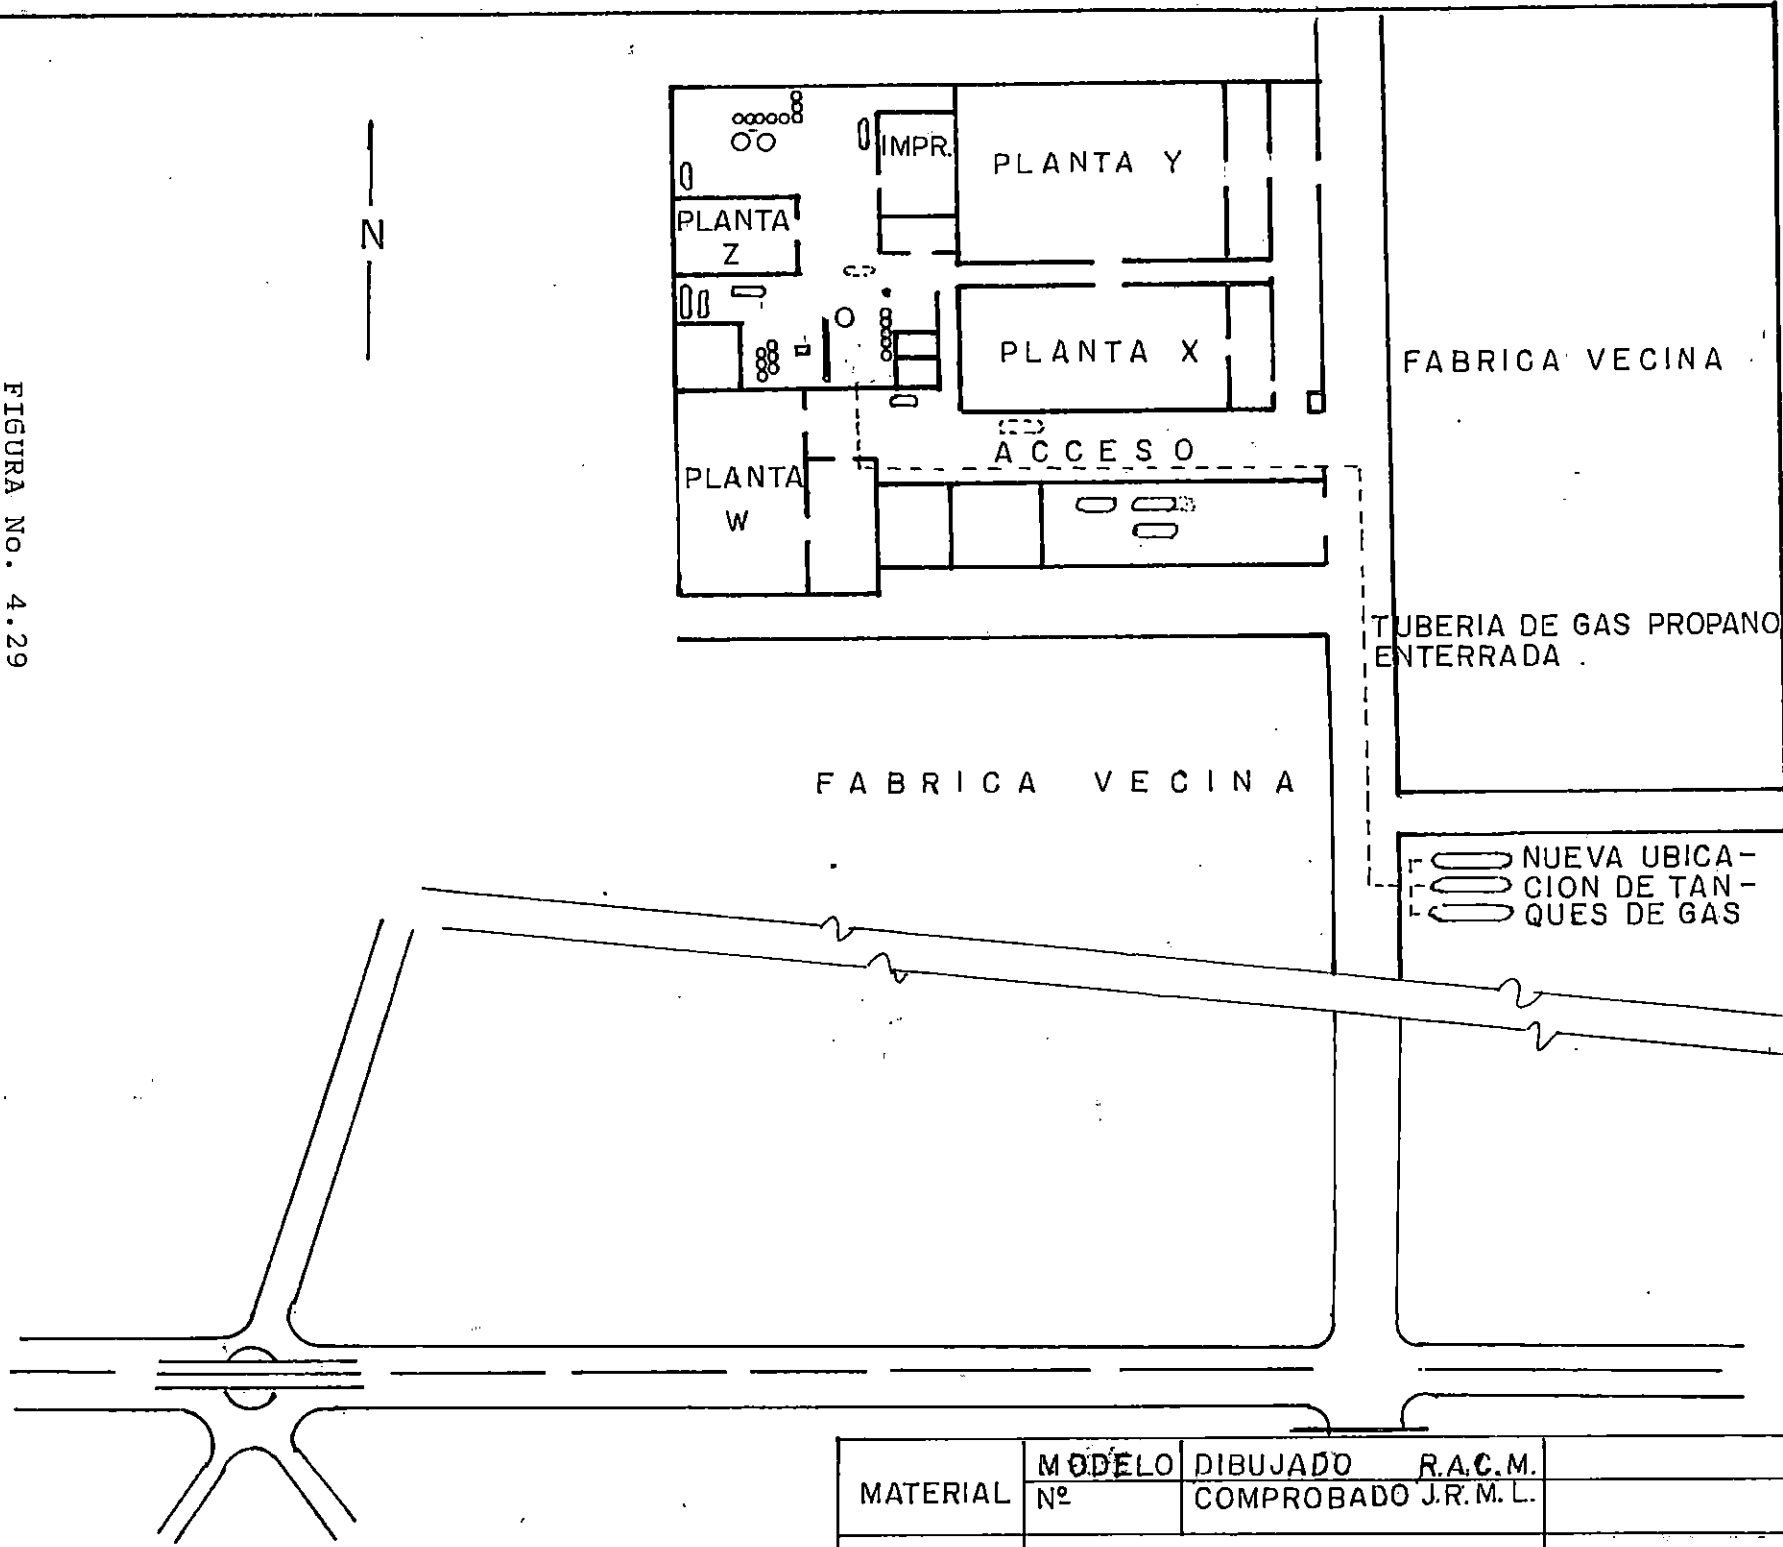 IMPR.
PLANTA Y
N
PLANTA
Z
PLANTA X
FABRICA VECINA
FIGURA No. 4.29
ACCESO
PLANTA
W
TUBERIA DE GAS PROPANO
ENTERRADA .
FABRICA VECINA
NUEVA UBICA-
CION DE TAN-
QUES DE GAS
MATERIAL
MODELO
Nº
DIBUJADO R.A.C.M.
COMPROBADO J.R.M.L.